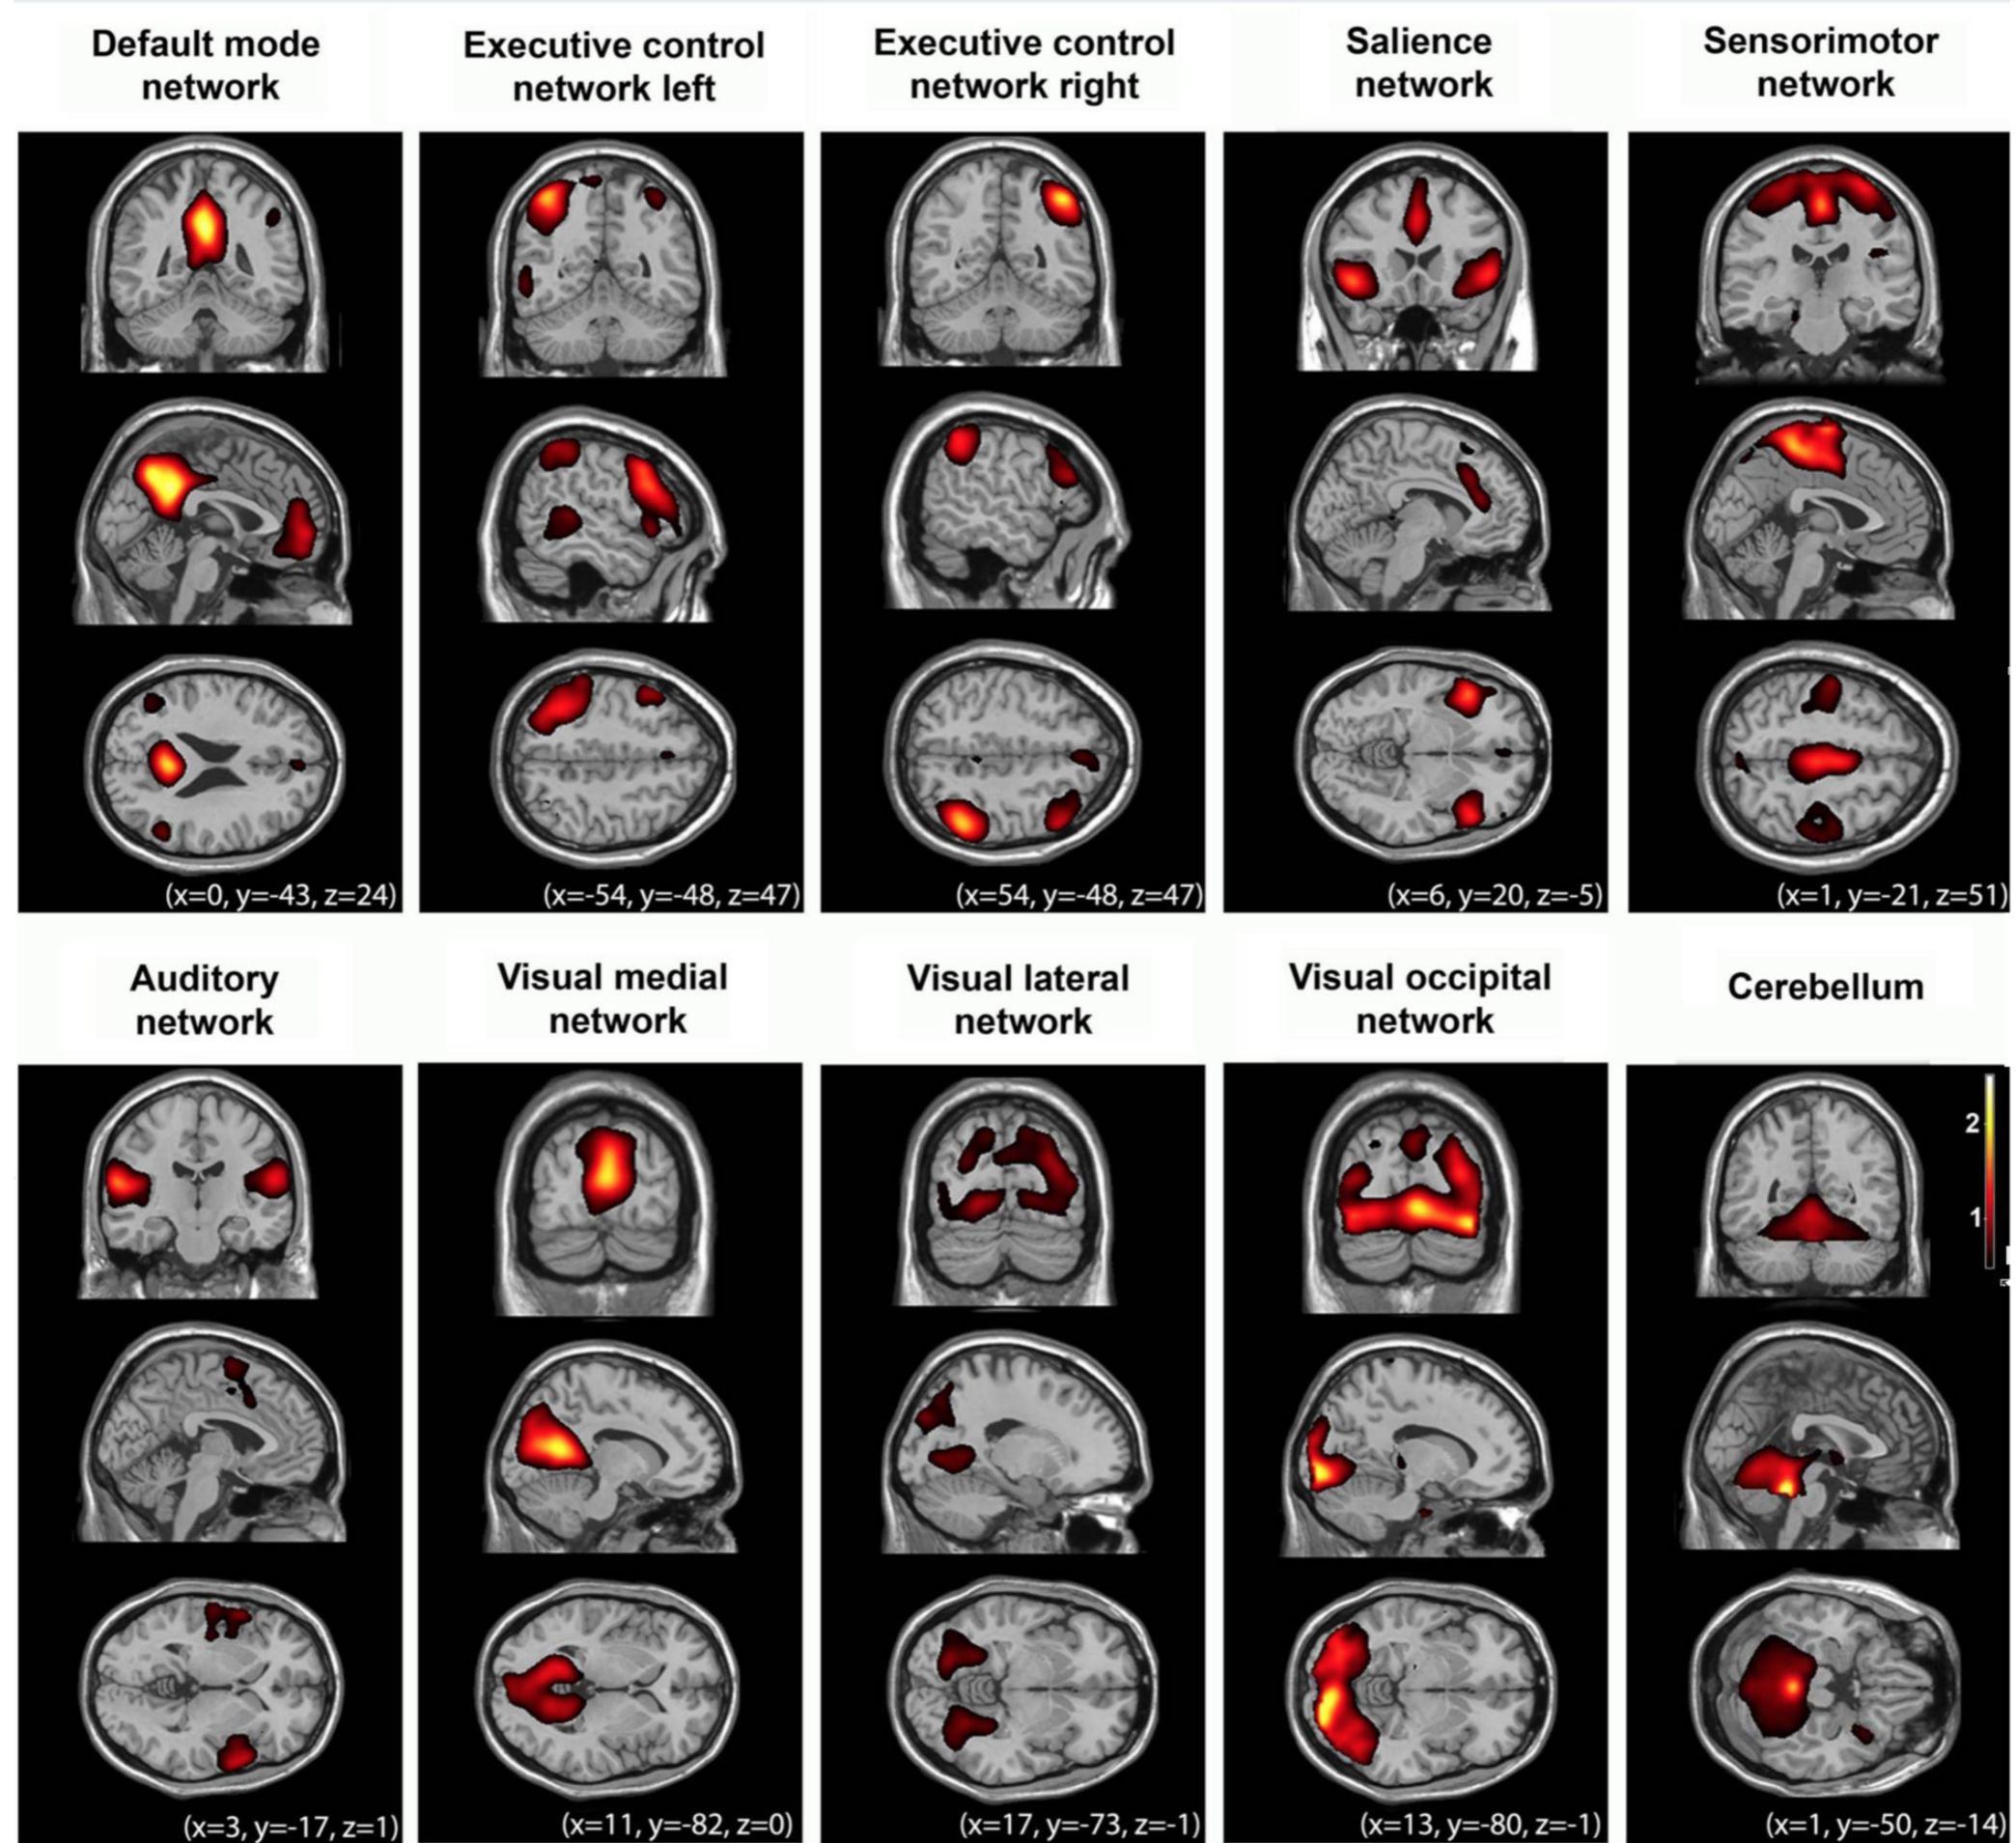 Default mode
network
Executive control
network left
Executive control
network right
Salience
network
Sensorimotor
network
(x=0, y=-43, z=24)
(x=-54, y=-48, z=47)
(x=54, y=-48, z=47)
(x=6, y=20, z=-5)
(x=1, y=-21, z=51)
Auditory
network
Visual medial
network
Visual lateral
network
Visual occipital
network
Cerebellum
2
1
(x=3, y=-17, z=1)
(x=11, y=-82, z=0)
(x=17, y=-73, z=-1)
(x=13, y=-80, z=-1)
(x=1, y=-50, z=-14)